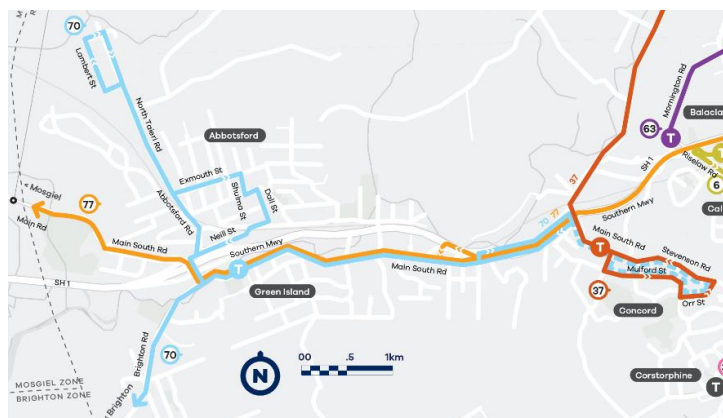 70
Lambert St
North Taieri Rd
Abbotsford
Exmouth St
Shulma St
Dall St
Neill St
Abbotsford Rd
Mosgiel
Main Rd
77
Main South Rd
Southern Mwy
SH 1
T
Green Island
Main South Rd
70
77
37
Brighton Rd
70
Brighton
MOSGIEL ZONE
BRIGHTON ZONE
N
00 .5 1km
63
T
Mornington Rd
Balacla
SH 1
Riselaw Rd
T
6
Cal
Southern Mwy
Main South Rd
T
Stevenson Rd
Mulford St
37
Orr St
Concord
Corstorphine
T